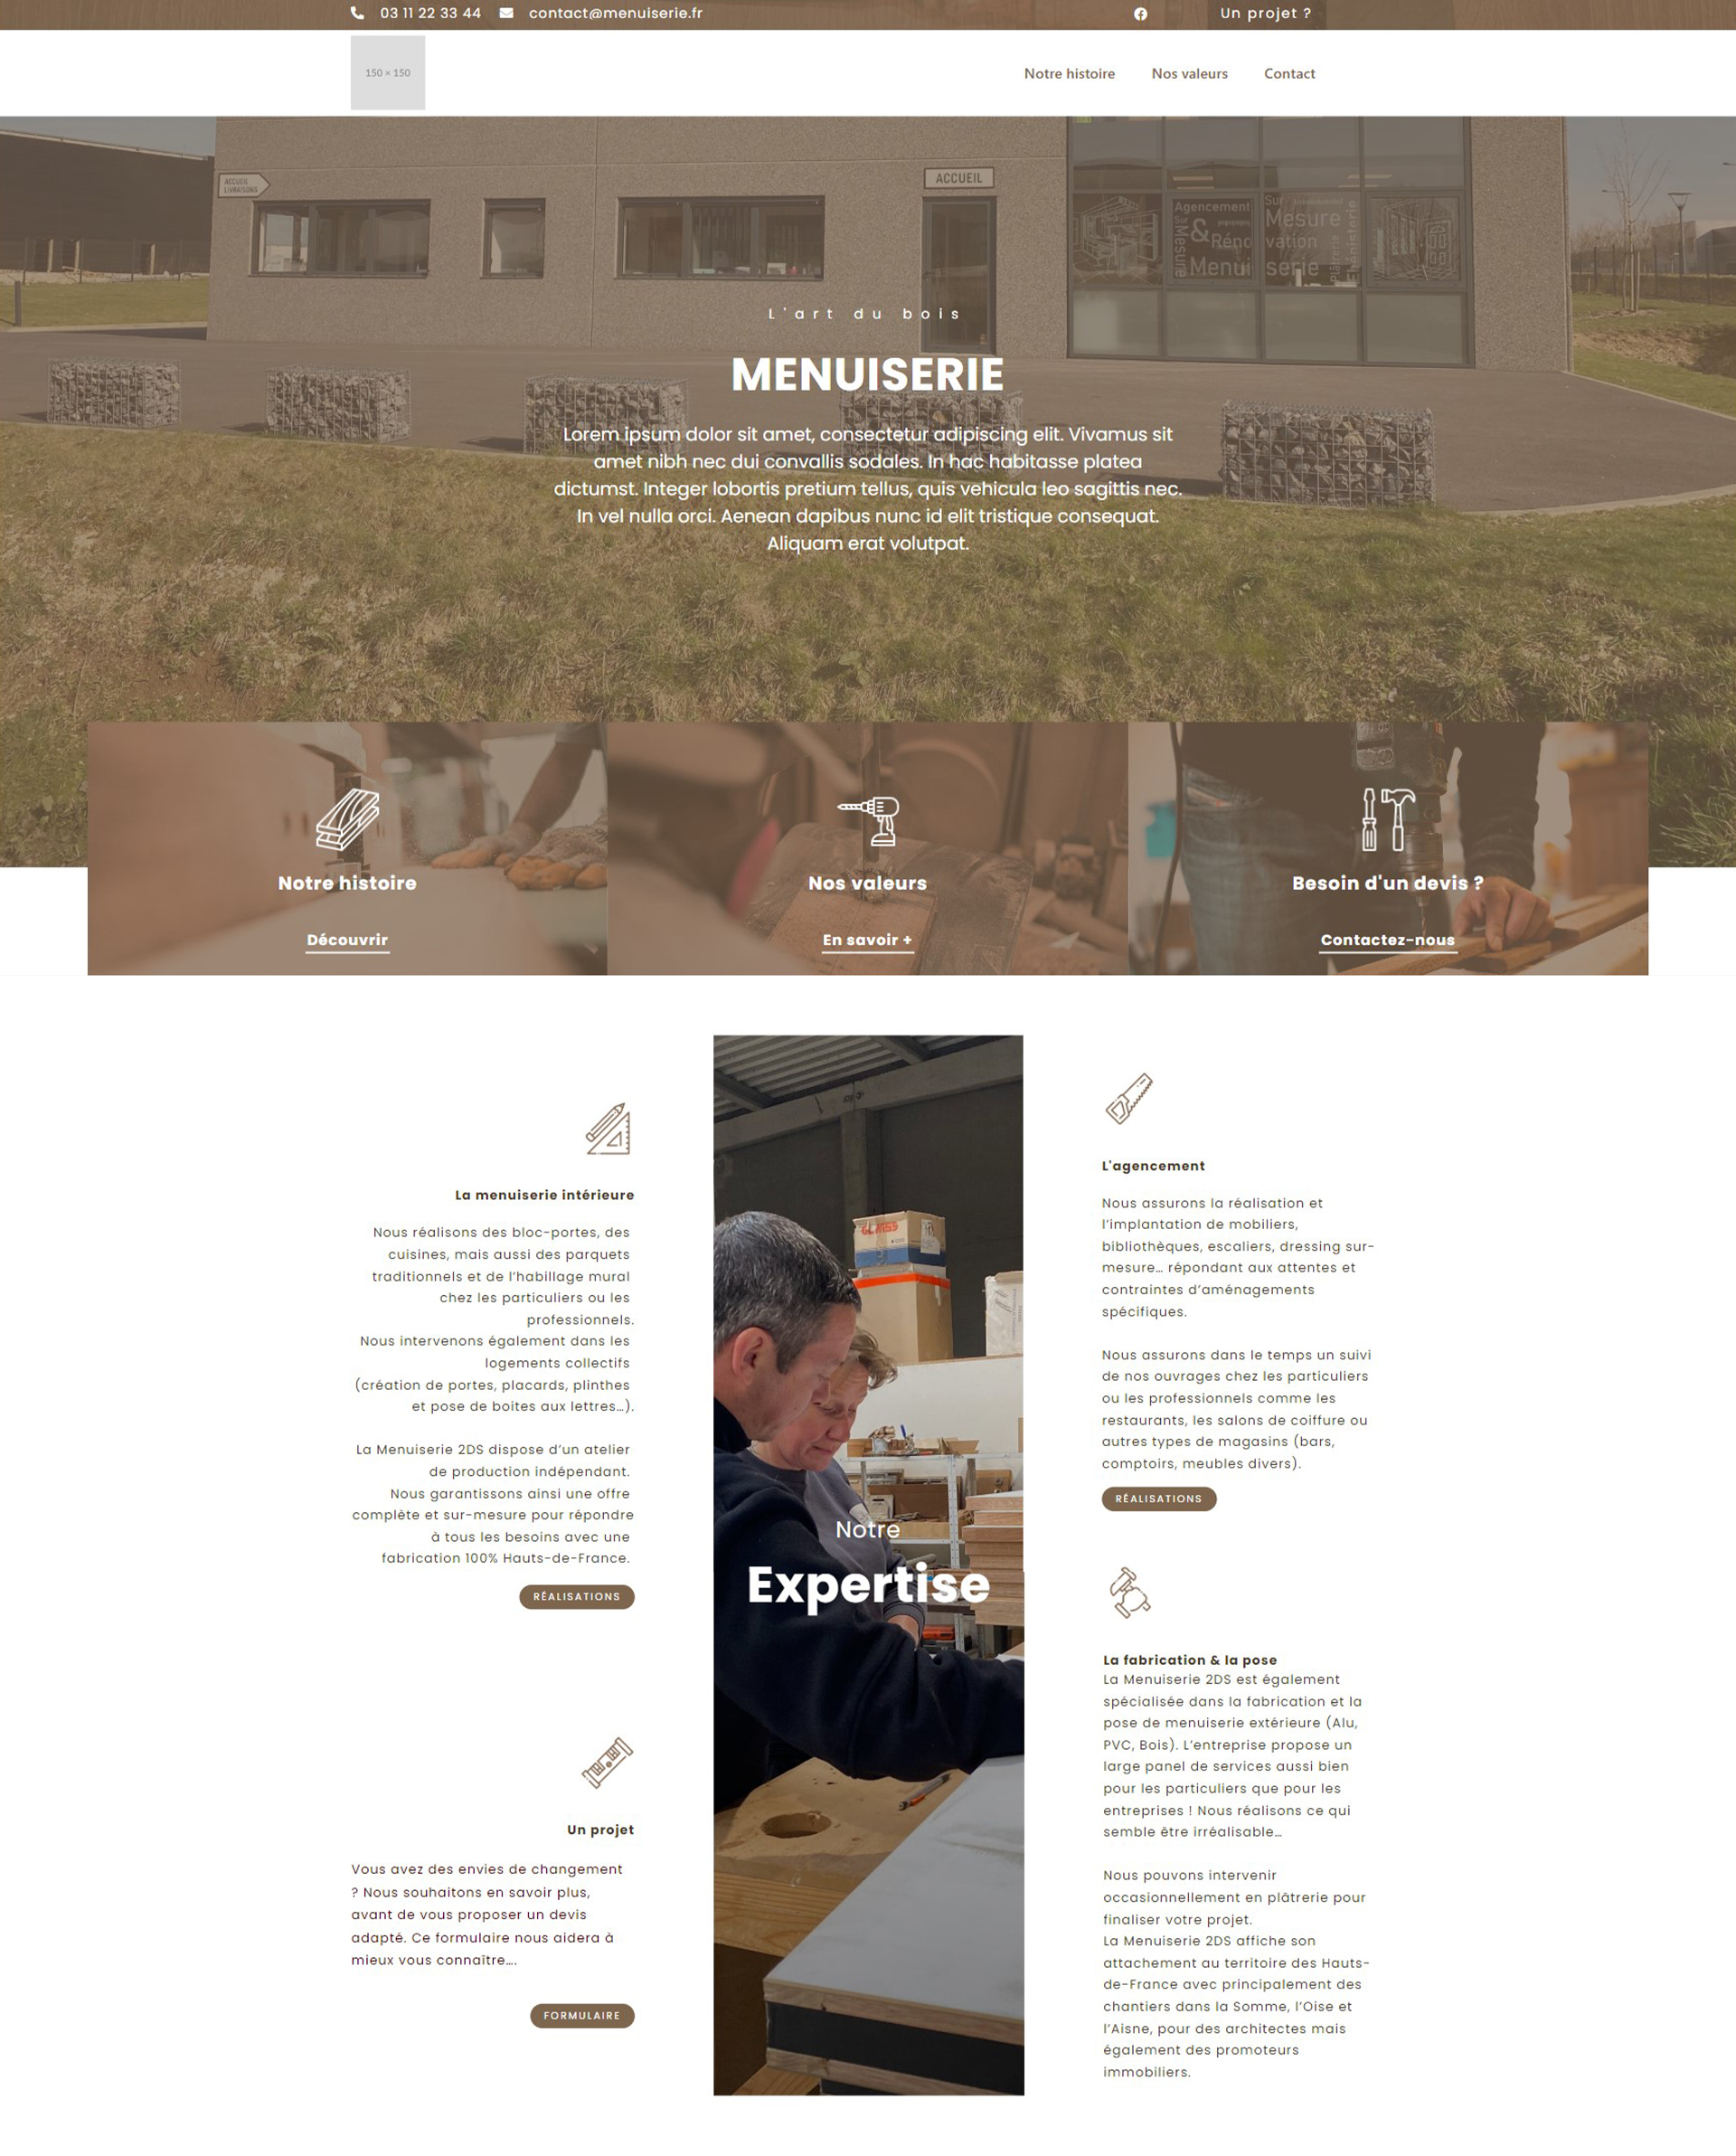 03 11 22 33 44 contact@menuiserie.fr Un projet ?
150 × 150
Notre histoire Nos valeurs Contact
ACCUEIL
LIVRAISONS
ACCUEIL
Agencement
Sur
Mesure
Sur
Mesure
&
Réno vation
Menui serie
Plâtrerie
L'art du bois
MENUISERIE
Lorem ipsum dolor sit amet, consectetur adipiscing elit. Vivamus sit
amet nibh nec dui convallis sodales. In hac habitasse platea
dictumst. Integer lobortis pretium tellus, quis vehicula leo sagittis nec.
In vel nulla orci. Aenean dapibus nunc id elit tristique consequat.
Aliquam erat volutpat.
Notre histoire
Découvrir
Nos valeurs
En savoir +
Besoin d'un devis ?
Contactez-nous
La menuiserie intérieure
Nous réalisons des bloc-portes, des
cuisines, mais aussi des parquets
traditionnels et de l’habillage mural
chez les particuliers ou les
professionnels.
Nous intervenons également dans les
logements collectifs
(création de portes, placards, plinthes
et pose de boites aux lettres…).
La Menuiserie 2DS dispose d’un atelier
de production indépendant.
Nous garantissons ainsi une offre
complète et sur-mesure pour répondre
à tous les besoins avec une
fabrication 100% Hauts-de-France.
RÉALISATIONS
Un projet
Vous avez des envies de changement
? Nous souhaitons en savoir plus,
avant de vous proposer un devis
adapté. Ce formulaire nous aidera à
mieux vous connaître….
FORMULAIRE
Notre
Expertise
L'agencement
Nous assurons la réalisation et
l’implantation de mobiliers,
bibliothèques, escaliers, dressing sur-
mesure… répondant aux attentes et
contraintes d’aménagements
spécifiques.
Nous assurons dans le temps un suivi
de nos ouvrages chez les particuliers
ou les professionnels comme les
restaurants, les salons de coiffure ou
autres types de magasins (bars,
comptoirs, meubles divers).
RÉALISATIONS
La fabrication & la pose
La Menuiserie 2DS est également
spécialisée dans la fabrication et la
pose de menuiserie extérieure (Alu,
PVC, Bois). L’entreprise propose un
large panel de services aussi bien
pour les particuliers que pour les
entreprises ! Nous réalisons ce qui
semble être irréalisable…
Nous pouvons intervenir
occasionnellement en plâtrerie pour
finaliser votre projet.
La Menuiserie 2DS affiche son
attachement au territoire des Hauts-
de-France avec principalement des
chantiers dans la Somme, l’Oise et
l’Aisne, pour des architectes mais
également des promoteurs
immobiliers.